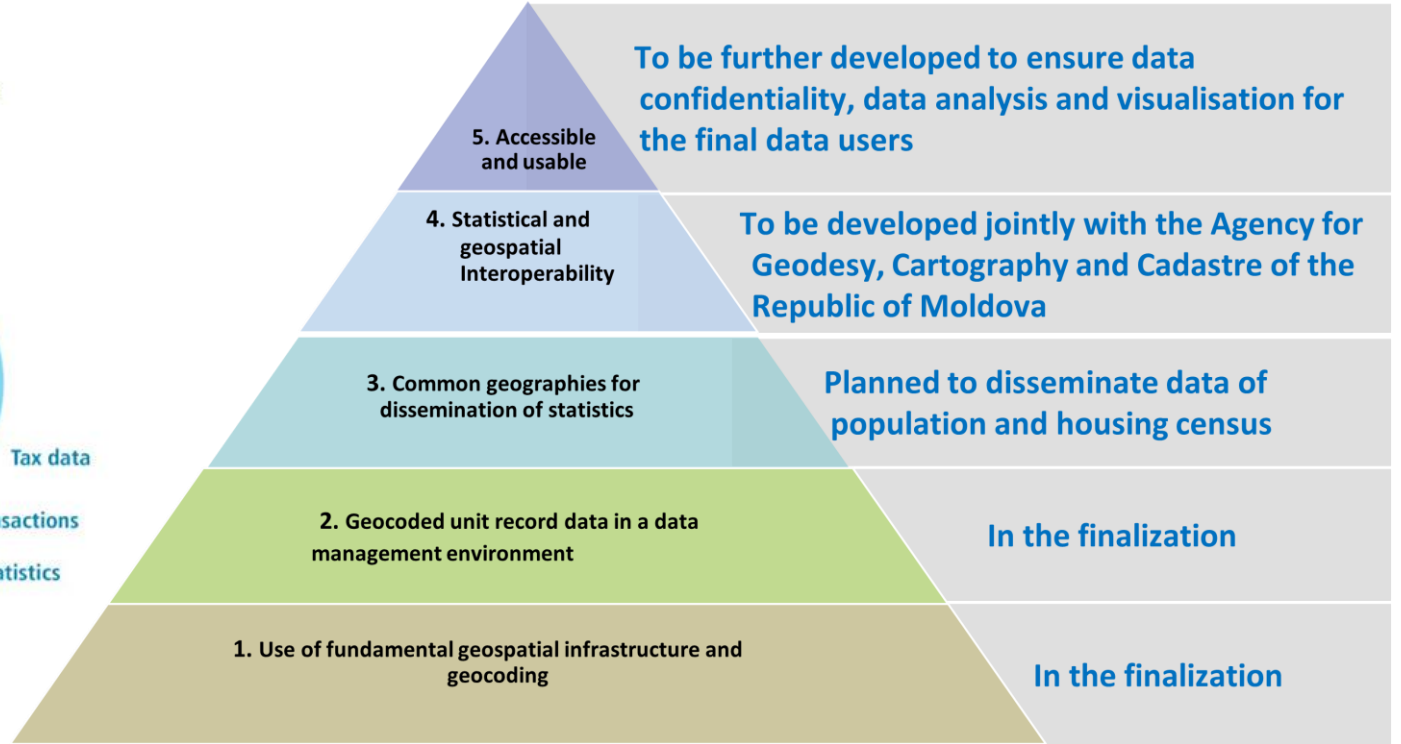 5. Accessible
and usable
To be further developed to ensure data
confidentiality, data analysis and visualisation for
the final data users
4. Statistical and
geospatial
Interoperability
To be developed jointly with the Agency for
Geodesy, Cartography and Cadastre of the
Republic of Moldova
3. Common geographies for
dissemination of statistics
Planned to disseminate data of
population and housing census
Tax data
2. Geocoded unit record data in a data
management environment
In the finalization
1. Use of fundamental geospatial infrastructure and
geocoding
In the finalization